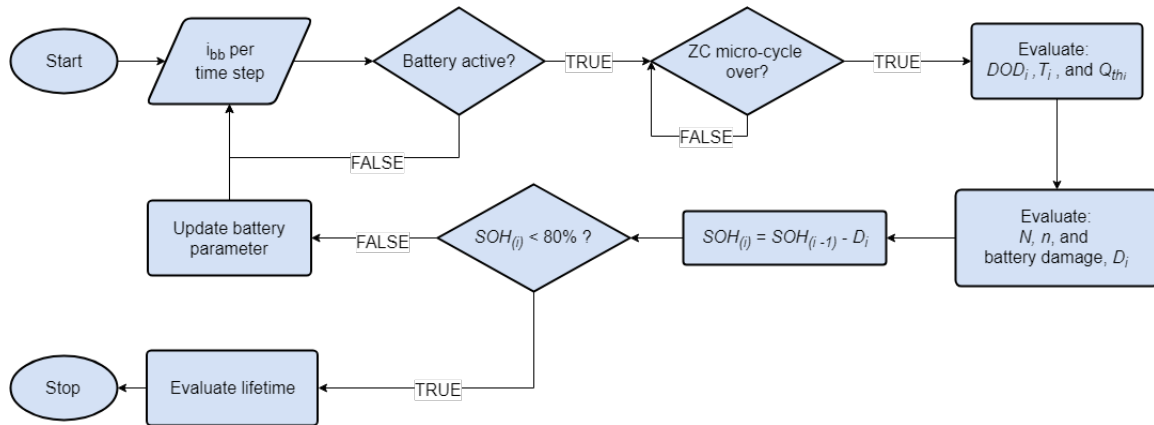 Start
i_bb per
time step
Battery active?
TRUE
ZC micro-cycle
over?
TRUE
Evaluate:
DOD_i , T_i , and Q_thi
FALSE
FALSE
Evaluate:
N, n, and
battery damage, D_i
SOH_(i) = SOH_(i -1) - D_i
SOH_(i) < 80% ?
FALSE
Update battery
parameter
TRUE
Evaluate lifetime
Stop